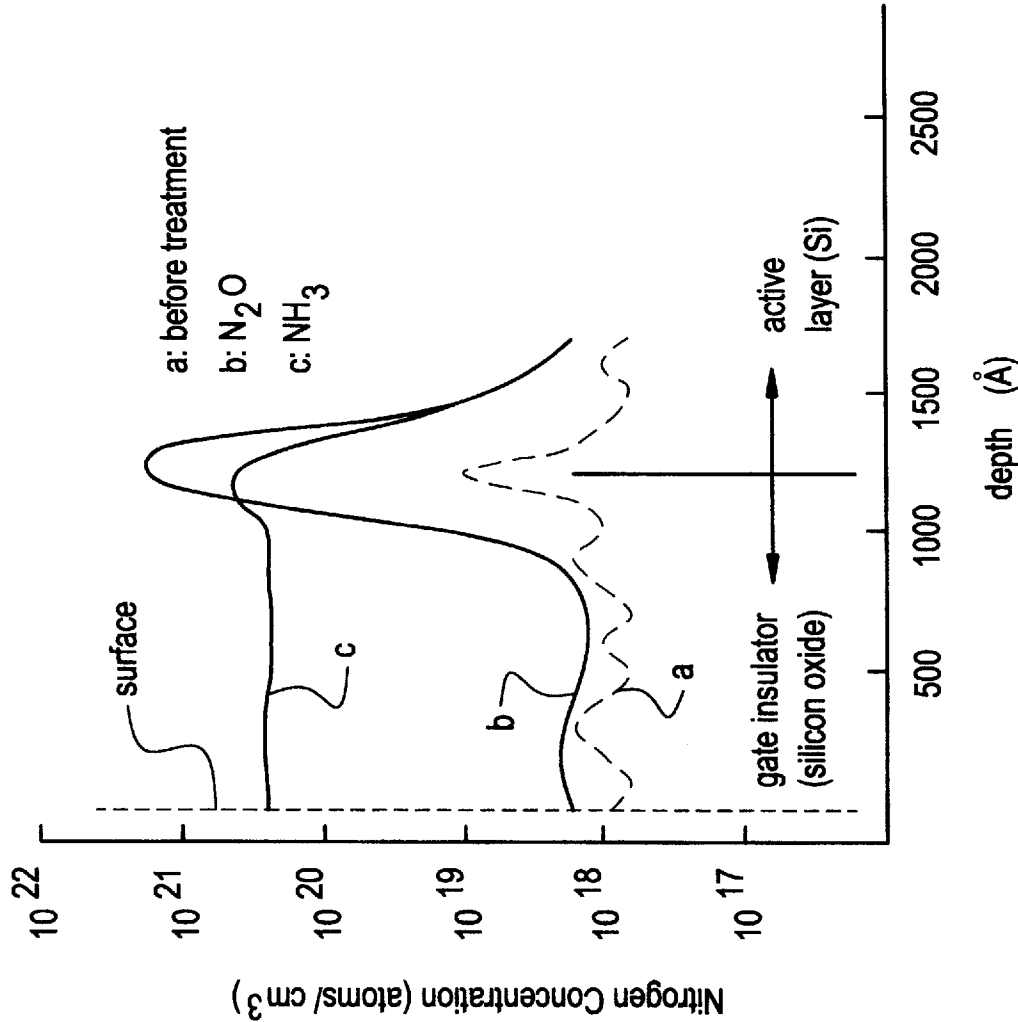 Nitrogen Concentration (atoms/ cm3)
10 22
10 21
10 20
10 19
10 18
10 17
surface
a: before treatment
b: N2O
c: NH3
c
b
a
gate insulator
(silicon oxide)
active
layer (Si)
500
1000
1500
2000
2500
depth (Å)